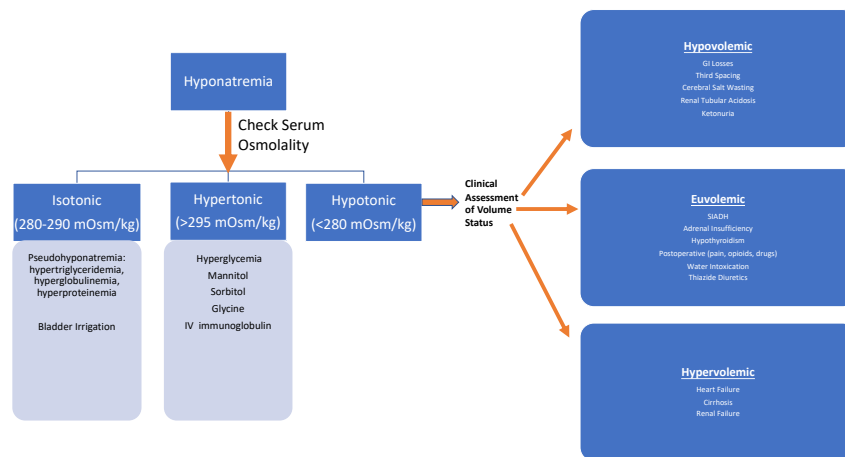 Hyponatremia
Check Serum
Osmolality
Isotonic
(280-290 mOsm/kg)
Hypertonic
(>295 mOsm/kg)
Hypotonic
(<280 mOsm/kg)
Pseudohyponatremia:
hypertriglyceridemia,
hyperglobulinemia,
hyperproteinemia
Bladder Irrigation
Hyperglycemia
Mannitol
Sorbitol
Glycine
IV immunoglobulin
Clinical
Assessment
of Volume
Status
Hypovolemic
GI Losses
Third Spacing
Cerebral Salt Wasting
Renal Tubular Acidosis
Ketonuria
Euvolemic
SIADH
Adrenal Insufficiency
Hypothyroidism
Postoperative (pain, opioids, drugs)
Water Intoxication
Thiazide Diuretics
Hypervolemic
Heart Failure
Cirrhosis
Renal Failure